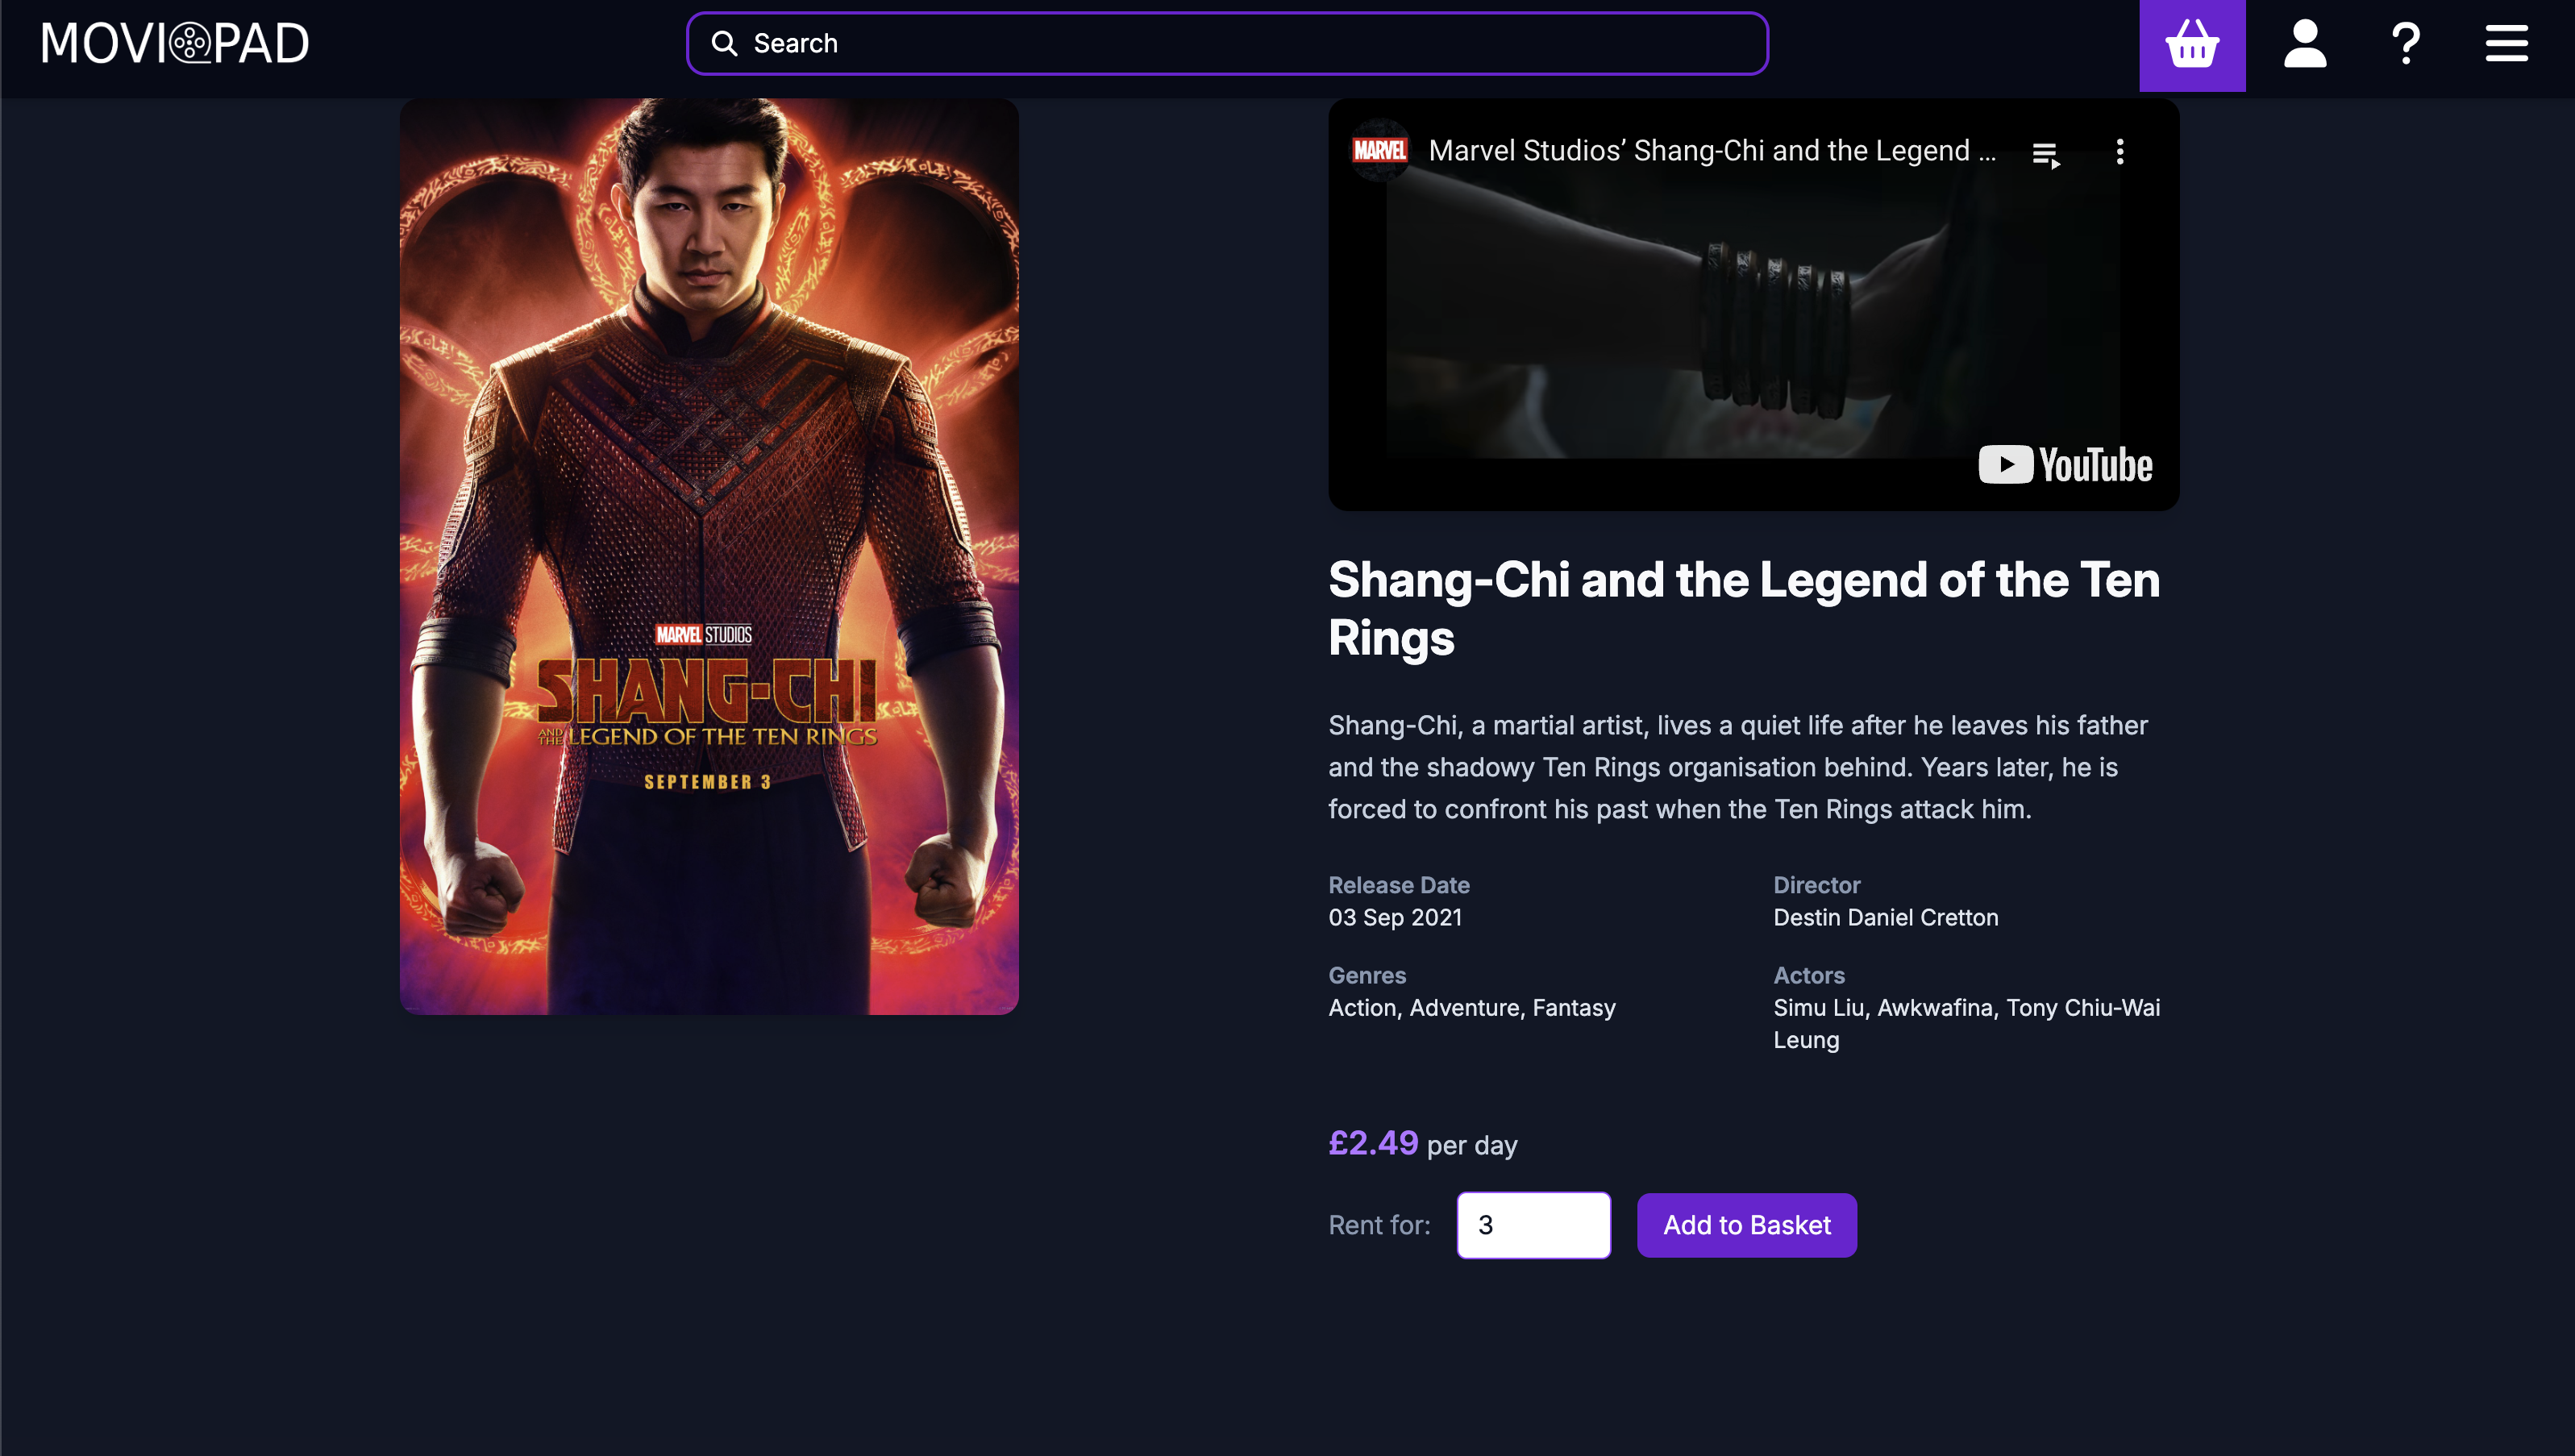 MOVIEPAD
Search
?
MARVEL STUDIOS
SHANG-CHI
AND THE LEGEND OF THE TEN RINGS
SEPTEMBER 3
MARVEL Marvel Studios’ Shang-Chi and the Legend ...
YouTube
Shang-Chi and the Legend of the Ten
Rings
Shang-Chi, a martial artist, lives a quiet life after he leaves his father
and the shadowy Ten Rings organisation behind. Years later, he is
forced to confront his past when the Ten Rings attack him.
Release Date
03 Sep 2021
Director
Destin Daniel Cretton
Genres
Action, Adventure, Fantasy
Actors
Simu Liu, Awkwafina, Tony Chiu-Wai
Leung
£2.49 per day
Rent for: 3 Add to Basket